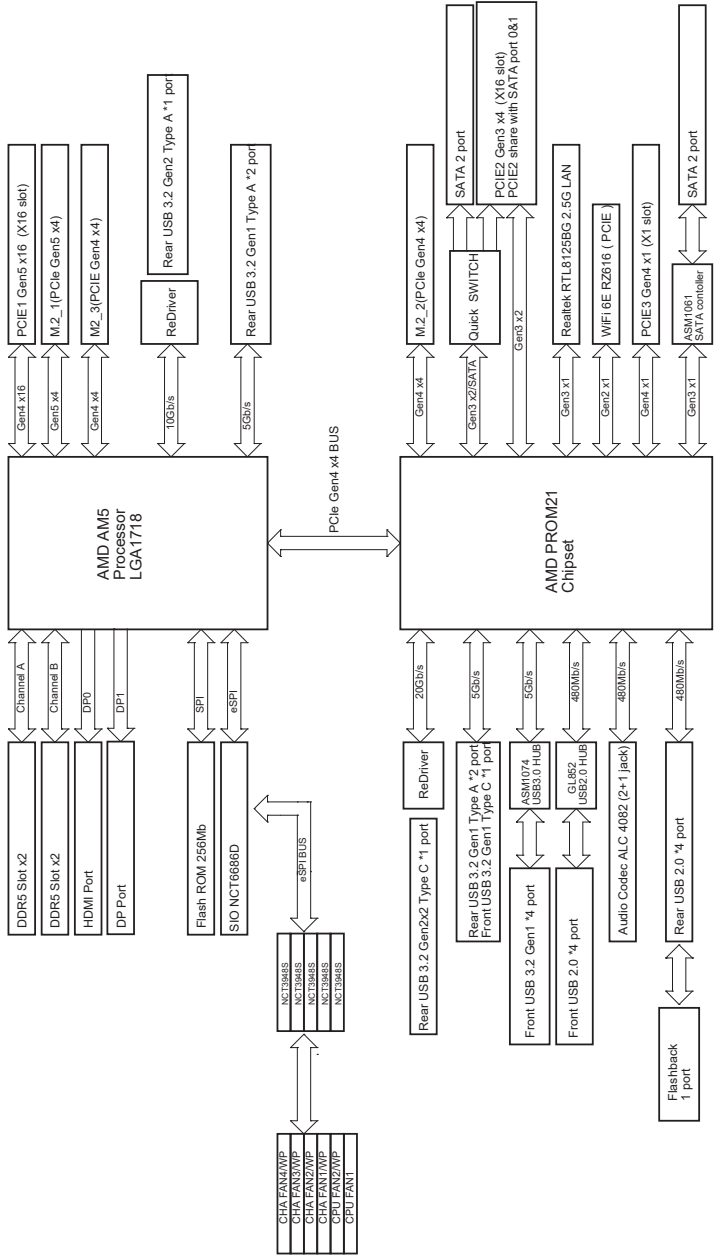 PCIE1 Gen5 x16 (X16 slot)
M.2_1(PCIe Gen5 x4)
M2_3(PCIE Gen4 x4)
ReDriver
Rear USB 3.2 Gen2 Type A *1 port
Rear USB 3.2 Gen1 Type A *2 port
Gen4 x16
Gen5 x4
Gen4 x4
10Gb/s
5Gb/s
AMD AM5
Processor
LGA1718
Channel A
Channel B
DP0
DP1
SPI
eSPI
DDR5 Slot x2
DDR5 Slot x2
HDMI Port
DP Port
Flash ROM 256Mb
SIO NCT6686D
eSPI BUS
NCT3948S
NCT3948S
NCT3948S
NCT3948S
NCT3948S
CHA FAN4/WP
CHA FAN3/WP
CHA FAN2/WP
CHA FAN1/WP
CPU FAN2/WP
CPU FAN1
PCIe Gen4 x4 BUS
M.2_2(PCIe Gen4 x4)
Quick SWITCH
SATA 2 port
PCIE2 Gen3 x4 (X16 slot)
PCIE2 share with SATA port 0&1
Realtek RTL8125BG 2.5G LAN
WiFi 6E RZ616 ( PCIE )
PCIE3 Gen4 x1 (X1 slot)
ASM1061
SATA contoller
SATA 2 port
Gen4 x4
Gen3 x2/SATA
Gen3 x2
Gen3 x1
Gen2 x1
Gen4 x1
Gen3 x1
AMD PROM21
Chipset
20Gb/s
5Gb/s
5Gb/s
480Mb/s
480Mb/s
480Mb/s
ReDriver
Rear USB 3.2 Gen2x2 Type C *1 port
Rear USB 3.2 Gen1 Type A *2 port
Front USB 3.2 Gen1 Type C *1 port
ASM1074
USB3.0 HUB
GL852
USB2.0 HUB
Front USB 3.2 Gen1 *4 port
Front USB 2.0 *4 port
Audio Codec ALC 4082 (2+1 jack)
Rear USB 2.0 *4 port
Flashback
1 port